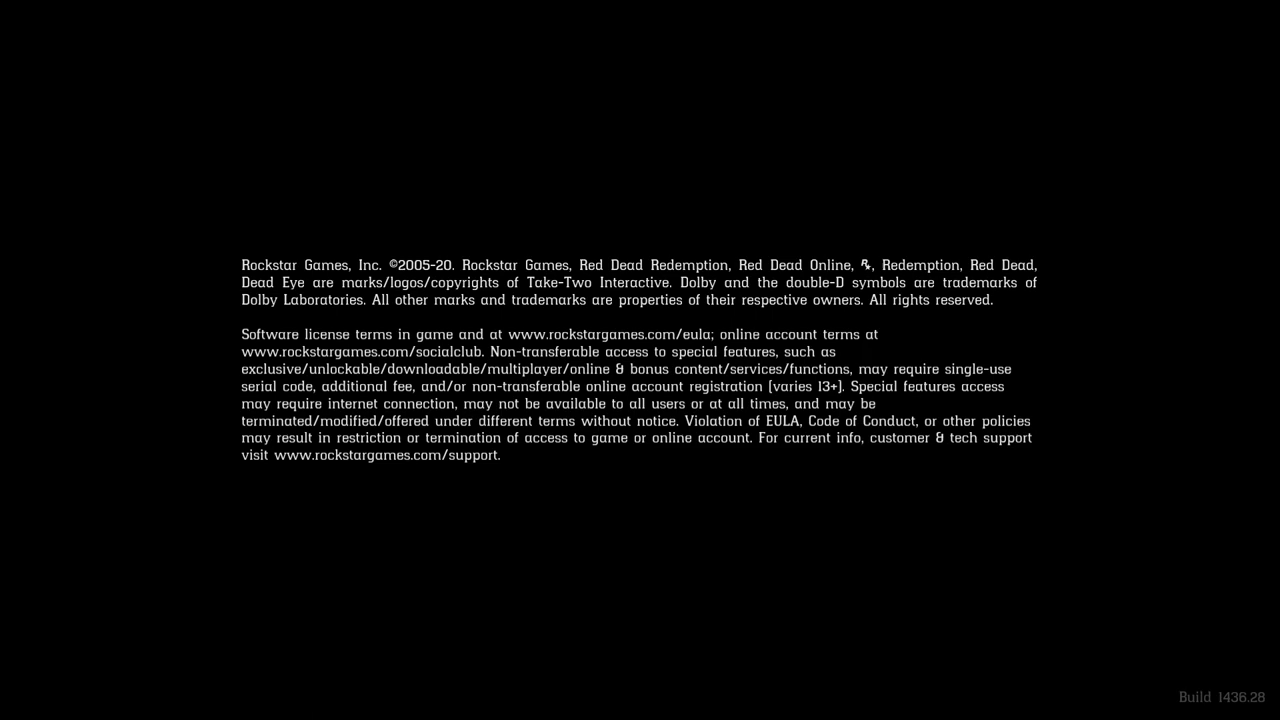 Rockstar Games, Inc. ©2005-20. Rockstar Games, Red Dead Redemption, Red Dead Online, , Redemption, Red Dead,
Dead Eye are marks/logos/copyrights of Take-Two Interactive. Dolby and the double-D symbols are trademarks of
Dolby Laboratories. All other marks and trademarks are properties of their respective owners. All rights reserved.
Software license terms in game and at www.rockstargames.com/eula; online account terms at
www.rockstargames.com/socialclub. Non-transferable access to special features, such as
exclusive/unlockable/downloadable/multiplayer/online & bonus content/services/functions, may require single-use
serial code, additional fee, and/or non-transferable online account registration (varies 13+). Special features access
may require internet connection, may not be available to all users or at all times, and may be
terminated/modified/offered under different terms without notice. Violation of EULA, Code of Conduct, or other policies
may result in restriction or termination of access to game or online account. For current info, customer & tech support
visit www.rockstargames.com/support.
Build 1436.28